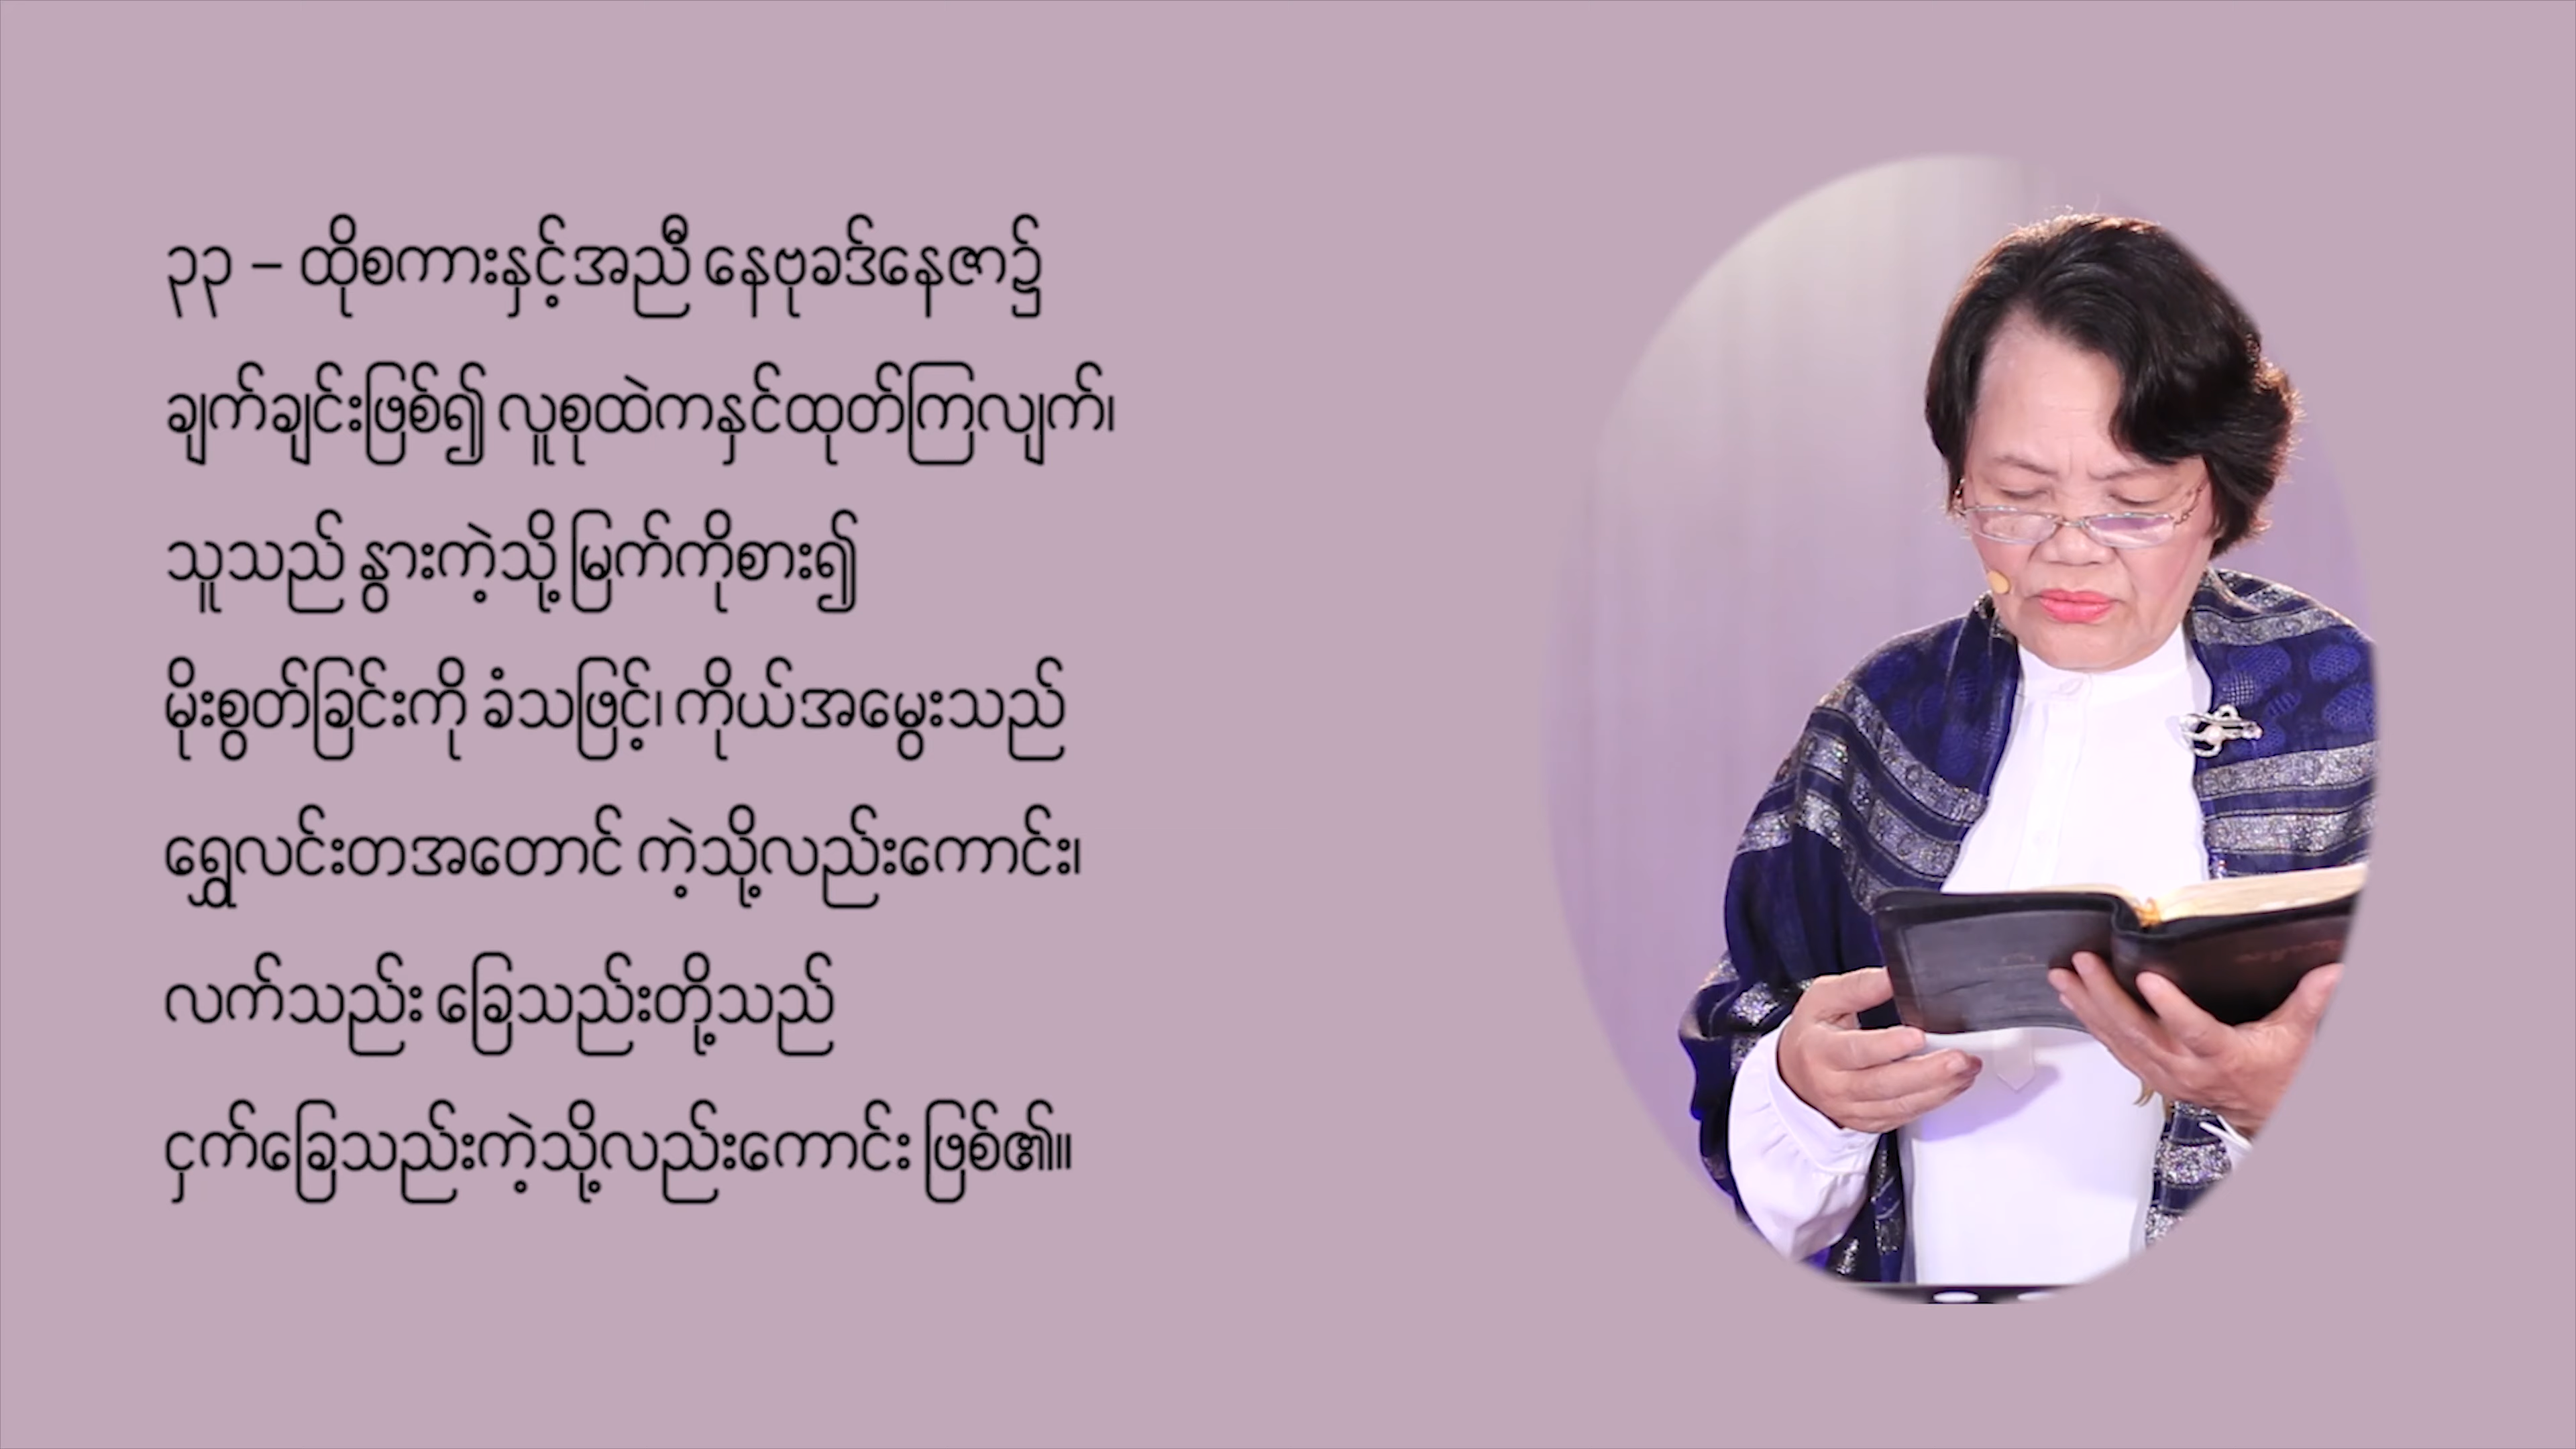 ၃၃ – ထိုစကားနှင့်အညီ နေဗုခဒ်နေဇာ၌
ချက်ချင်းဖြစ်၍ လူစုထဲကနှင်ထုတ်ကြလျက်၊
သူသည် နွားကဲ့သို့ မြက်ကိုစား၍
မိုးစွတ်ခြင်းကို ခံသဖြင့်၊ ကိုယ်အမွေးသည်
ရွှေလင်းတအတောင် ကဲ့သို့လည်းကောင်း၊
လက်သည်း ခြေသည်းတို့သည်
ငှက်ခြေသည်းကဲ့သို့လည်းကောင်း ဖြစ်၏။